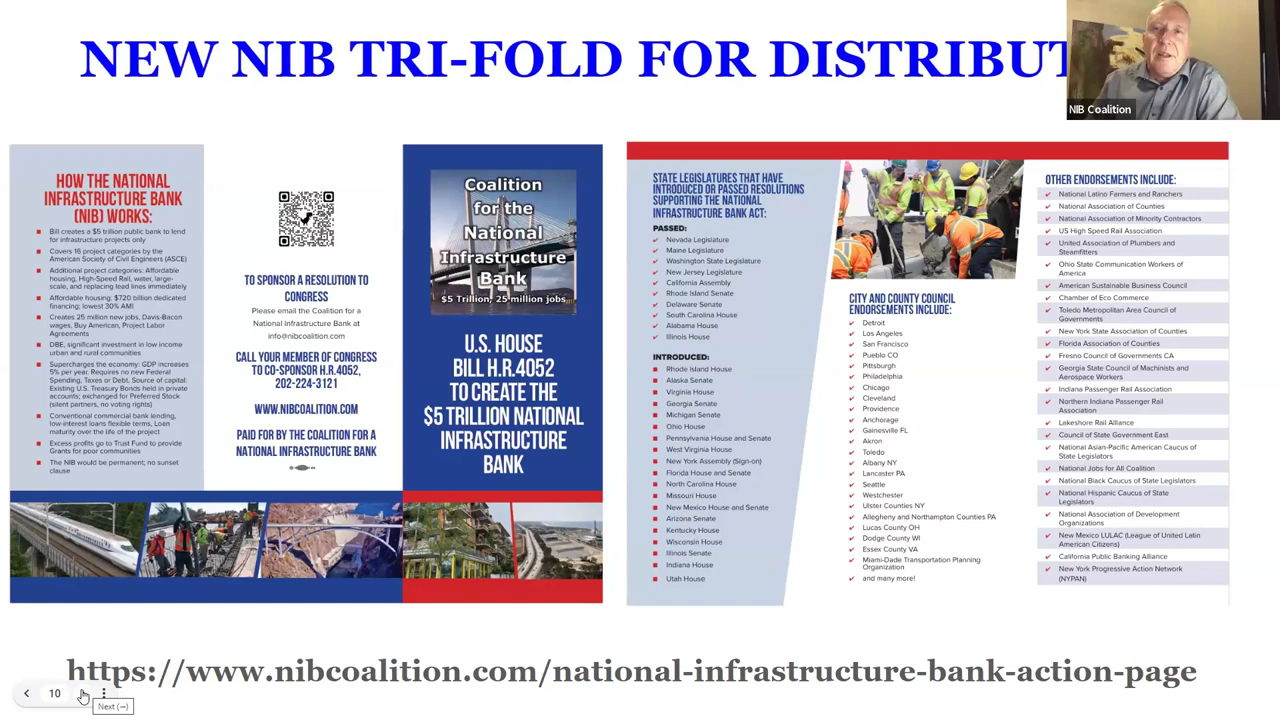 NEW NIB TRI-FOLD FOR DISTRIBUT
NIB Coalition
HOW THE NATIONAL
INFRASTRUCTURE BANK
(NIB) WORKS:
Bill creates a $5 trillion public bank to lend
for infrastructure projects only
Covers 16 project categories by the
American Society of Civil Engineers (ASCE)
Additional project categories: Affordable
housing, High-Speed Rail, water, large-
scale, and replacing lead lines immediately
Affordable housing: $720 billion dedicated
financing; lowest 30% AMI
Creates 25 million new jobs, Davis-Bacon
wages, Buy American, Project Labor
Agreements
DBE, significant investment in low income
urban and rural communities
Supercharges the economy: GDP increases
5% per year. Requires no new Federal
Spending, Taxes or Debt. Source of capital:
Existing U.S. Treasury Bonds held in private
accounts; exchanged for Preferred Stock
(silent partners, no voting rights)
Conventional commercial bank lending,
low-interest loans flexible terms, Loan
maturity over the life of the project
Excess profits go to Trust Fund to provide
Grants for poor communities
The NIB would be permanent; no sunset
clause
TO SPONSOR A RESOLUTION TO
CONGRESS
Please email the Coalition for a
National Infrastructure Bank at
info@nibcoalition.com
CALL YOUR MEMBER OF CONGRESS
TO CO-SPONSOR H.R.4052,
202-224-3121
WWW.NIBCOALITION.COM
PAID FOR BY THE COALITION FOR A
NATIONAL INFRASTRUCTURE BANK
Coalition
for the
National
Infrastructure
Bank
$5 Trillion, 25 million jobs
U.S. HOUSE
BILL H.R.4052
TO CREATE THE
$5 TRILLION NATIONAL
INFRASTRUCTURE
BANK
STATE LEGISLATURES THAT HAVE
INTRODUCED OR PASSED RESOLUTIONS
SUPPORTING THE NATIONAL
INFRASTRUCTURE BANK ACT:
PASSED:
Nevada Legislature
Maine Legislature
Washington State Legislature
New Jersey Legislature
California Assembly
Rhode Island Senate
Delaware Senate
South Carolina House
Alabama House
Illinois House
INTRODUCED:
Rhode Island House
Alaska Senate
Virginia House
Georgia Senate
Michigan Senate
Ohio House
Pennsylvania House and Senate
West Virginia House
New York Assembly (Sign-on)
Florida House and Senate
North Carolina House
Missouri House
New Mexico House and Senate
Arizona Senate
Kentucky House
Wisconsin House
Illinois Senate
Indiana House
Utah House
CITY AND COUNTY COUNCIL
ENDORSEMENTS INCLUDE:
Detroit
Los Angeles
San Francisco
Pueblo CO
Pittsburgh
Philadelphia
Chicago
Cleveland
Providence
Anchorage
Gainesville FL
Akron
Toledo
Albany NY
Lancaster PA
Seattle
Westchester
Ulster Counties NY
Allegheny and Northampton Counties PA
Lucas County OH
Dodge County WI
Essex County VA
Miami-Dade Transportation Planning
Organization
and many more!
OTHER ENDORSEMENTS INCLUDE:
National Latino Farmers and Ranchers
National Association of Counties
National Association of Minority Contractors
US High Speed Rail Association
United Association of Plumbers and
Steamfitters
Ohio State Communication Workers of
America
American Sustainable Business Council
Chamber of Eco Commerce
Toledo Metropolitan Area Council of
Governments
New York State Association of Counties
Florida Association of Counties
Fresno Council of Governments CA
Georgia State Council of Machinists and
Aerospace Workers
Indiana Passenger Rail Association
Northern Indiana Passenger Rail
Association
Lakeshore Rail Alliance
Council of State Government East
National Asian-Pacific American Caucus of
State Legislators
National Jobs for All Coalition
National Black Caucus of State Legislators
National Hispanic Caucus of State
Legislators
National Association of Development
Organizations
New Mexico LULAC (League of United Latin
American Citizens)
California Public Banking Alliance
New York Progressive Action Network
(NYPAN)
https://www.nibcoalition.com/national-infrastructure-bank-action-page
10
Next (→)